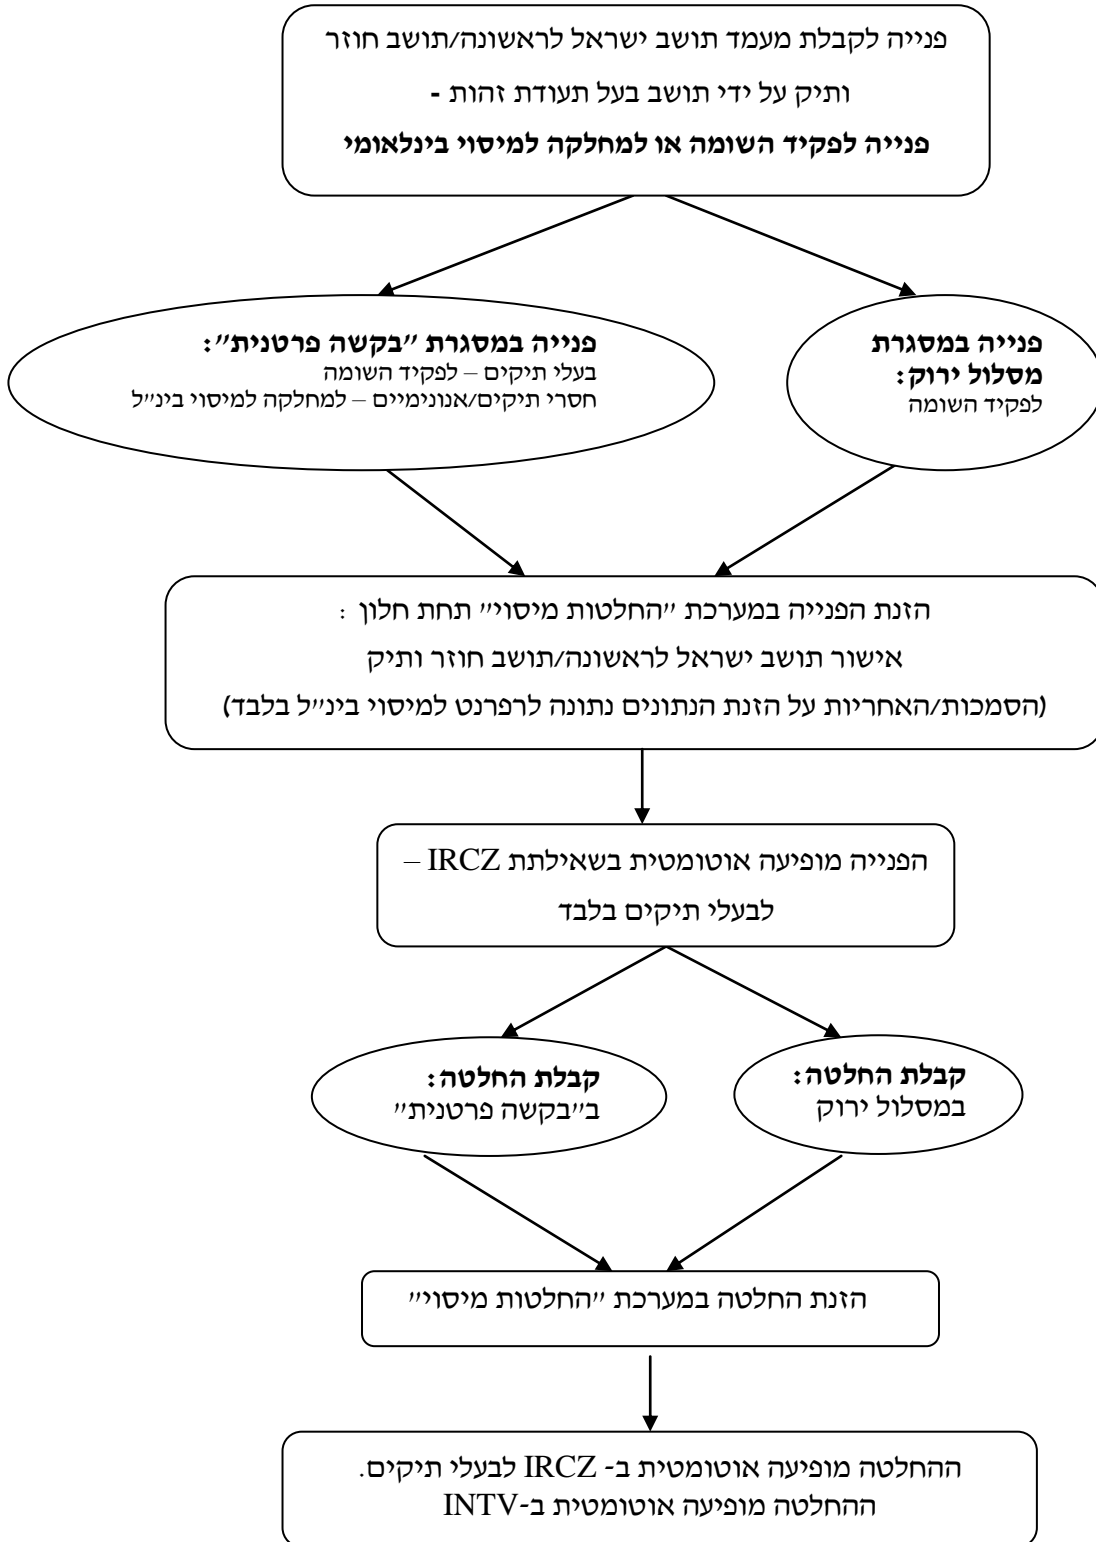 פנייה לקבלת מעמד תושב ישראל לראשונה/תושב חוזר
ותיק על ידי תושב בעל תעודת זהות -
פנייה לפקיד השומה או למחלקה למיסוי בינלאומי
פנייה במסגרת
מסלול ירוק:
לפקיד השומה
פנייה במסגרת "בקשה פרטנית":
בעלי תיקים – לפקיד השומה
חסרי תיקים/אנונימיים – למחלקה למיסוי בינ"ל
הזנת הפנייה במערכת "החלטות מיסוי" תחת חלון :
אישור תושב ישראל לראשונה/תושב חוזר ותיק
(הסמכות/האחריות על הזנת הנתונים נתונה לרפרנט למיסוי בינ"ל בלבד)
הפנייה מופיעה אוטומטית בשאילתת IRCZ –
לבעלי תיקים בלבד
קבלת החלטה:
במסלול ירוק
קבלת החלטה:
ב"בקשה פרטנית"
הזנת החלטה במערכת "החלטות מיסוי"
ההחלטה מופיעה אוטומטית ב- IRCZ לבעלי תיקים.
ההחלטה מופיעה אוטומטית ב-INTV